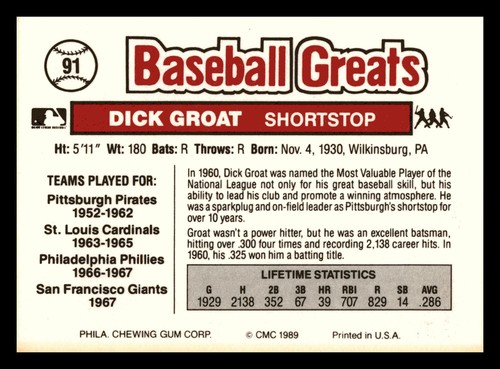 91
Baseball Greats
MAJOR LEAGUE BASEBALL
DICK GROAT SHORTSTOP
Ht: 5'11" Wt: 180 Bats: R Throws: R Born: Nov. 4, 1930, Wilkinsburg, PA
TEAMS PLAYED FOR:
Pittsburgh Pirates
1952-1962
St. Louis Cardinals
1963-1965
Philadelphia Phillies
1966-1967
San Francisco Giants
1967
In 1960, Dick Groat was named the Most Valuable Player of the
National League not only for his great baseball skill, but his
ability to lead his club and promote a winning atmosphere. He
was a sparkplug and on-field leader as Pittsburgh's shortstop for
over 10 years.
Groat wasn't a power hitter, but he was an excellent batsman,
hitting over .300 four times and recording 2,138 career hits. In
1960, his .325 won him a batting title.
LIFETIME STATISTICS
G H 2B 3B HR RBI R SB AVG
1929 2138 352 67 39 707 829 14 .286
PHILA. CHEWING GUM CORP. © CMC 1989 Printed in U.S.A.